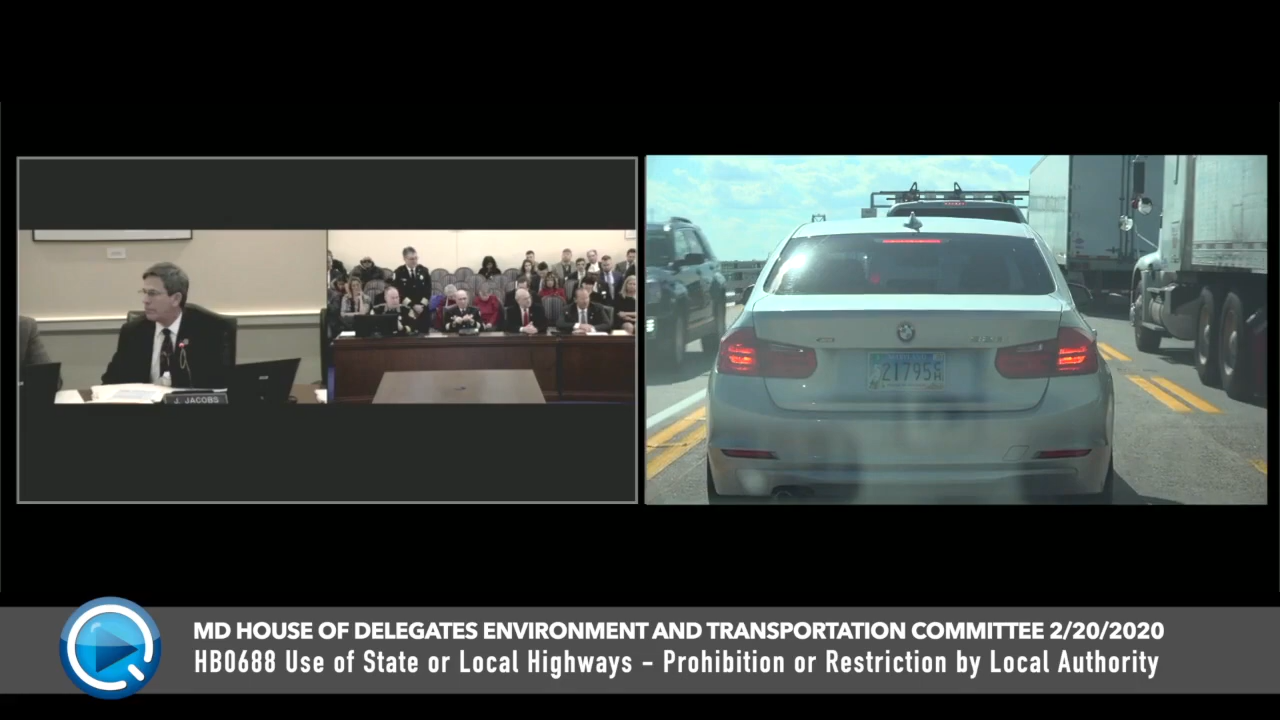 J. JACOBS
21795
MD HOUSE OF DELEGATES ENVIRONMENT AND TRANSPORTATION COMMITTEE 2/20/2020
HB0688 Use of State or Local Highways – Prohibition or Restriction by Local Authority